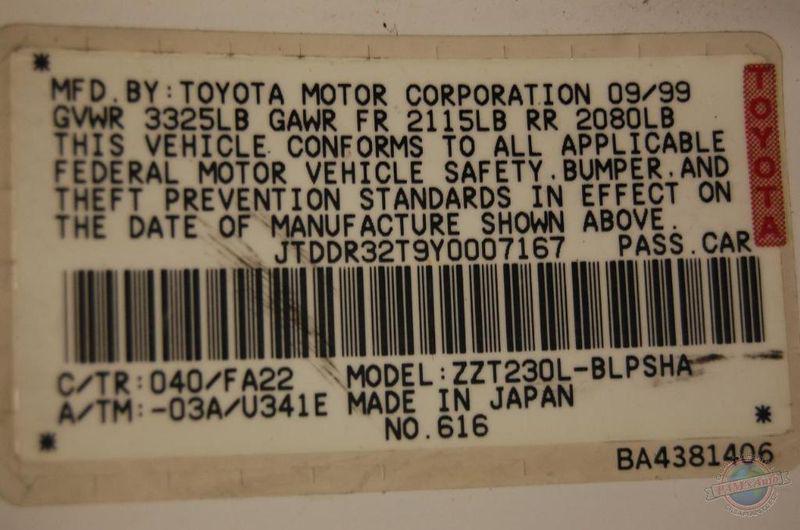 MFD.BY:TOYOTA MOTOR CORPORATION 09/99
GVWR 3325LB GAWR FR 2115LB RR 2080LB
THIS VEHICLE CONFORMS TO ALL APPLICABLE
FEDERAL MOTOR VEHICLE SAFETY,BUMPER,AND
THEFT PREVENTION STANDARDS IN EFFECT ON
THE DATE OF MANUFACTURE SHOWN ABOVE.
JTDDR32T9Y0007167 PASS.CAR
TOYOTA
C/TR:040/FA22 MODEL:ZZT230L-BLPSHA
A/TM:-03A/U341E MADE IN JAPAN
NO.616
BA4381406
PAM'S Auto